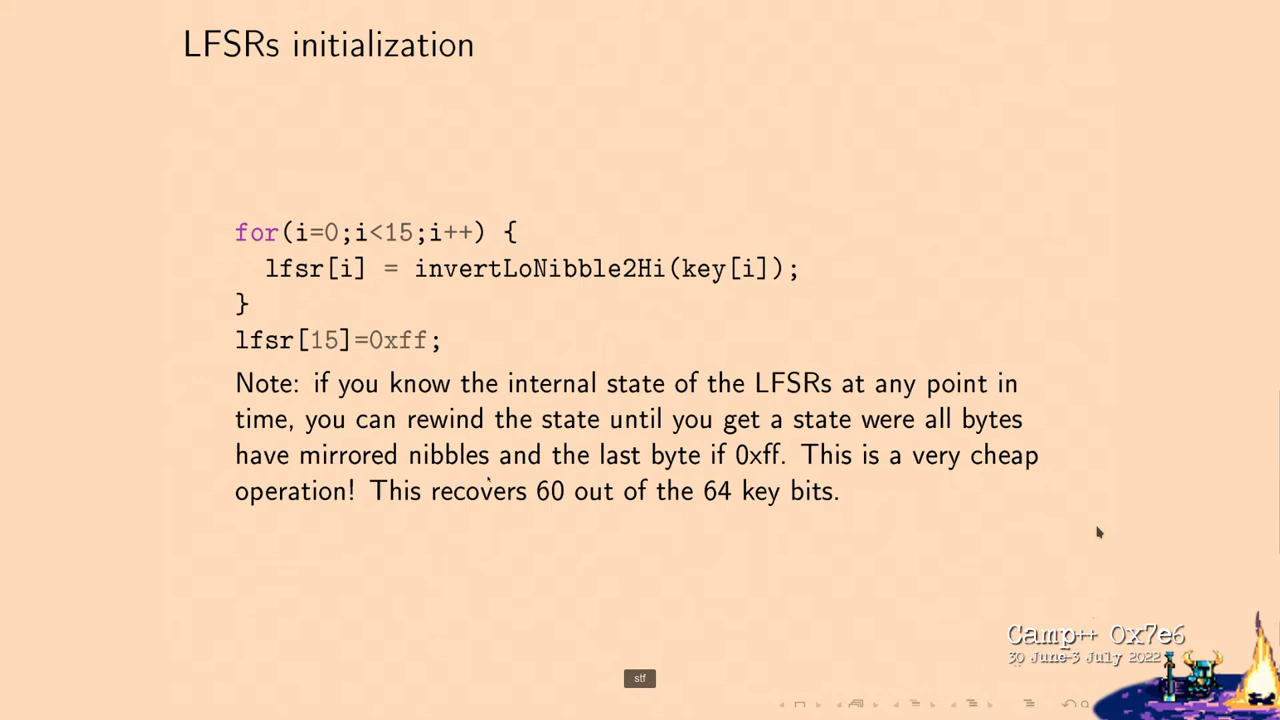 LFSRs initialization
for(i=0;i<15;i++) {
lfsr[i] = invertLoNibble2Hi(key[i]);
}
lfsr[15]=0xff;
Note: if you know the internal state of the LFSRs at any point in
time, you can rewind the state until you get a state were all bytes
have mirrored nibbles and the last byte if 0xff. This is a very cheap
operation! This recovers 60 out of the 64 key bits.
Camp++ 0x7e6
30 June-3 July 2022
stf